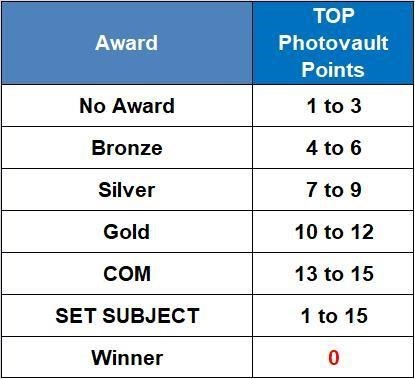 Award
TOP
Photovault
Points
No Award
1 to 3
Bronze
4 to 6
Silver
7 to 9
Gold
10 to 12
COM
13 to 15
SET SUBJECT
1 to 15
Winner
0